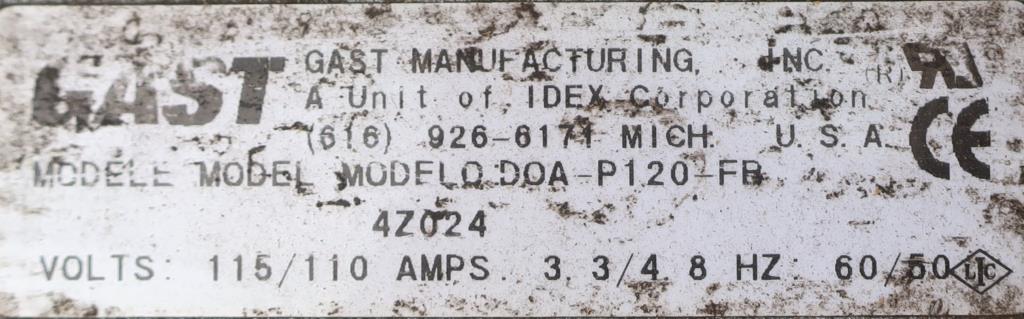 GAST
GAST MANUFACTURING, INC. (R)
A Unit of IDEX Corporation
(616) 926-6171 MICH. U.S.A.
MODELE MODEL MODELO DOA-P120-FB
4Z024
VOLTS: 115/110 AMPS. 3.3/4.8 HZ: 60/50